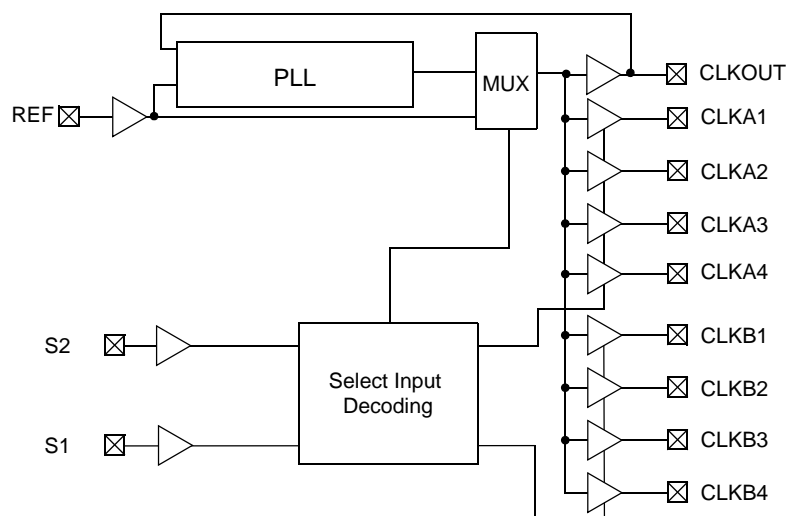 PLL
MUX
CLKOUT
REF
CLKA1
CLKA2
CLKA3
CLKA4
S2
CLKB1
Select Input
Decoding
CLKB2
S1
CLKB3
CLKB4